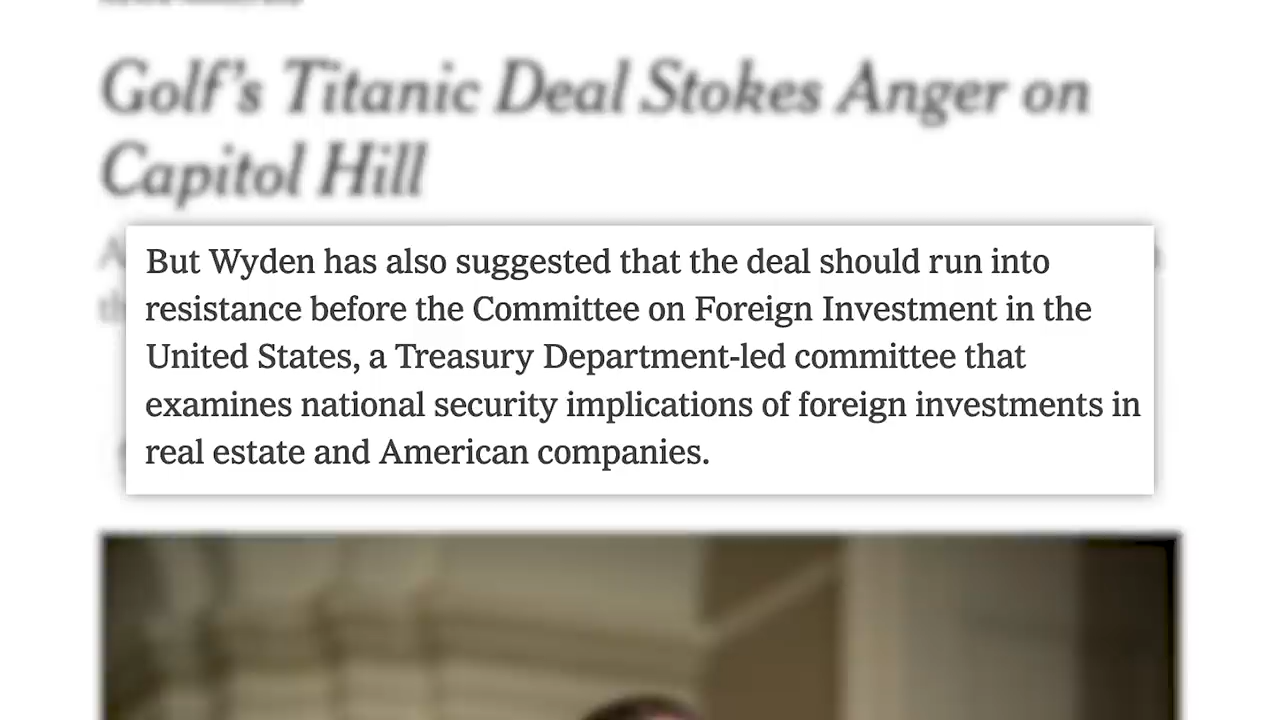 Golf's Titanic Deal Stokes Anger on
Capitol Hill
But Wyden has also suggested that the deal should run into
resistance before the Committee on Foreign Investment in the
United States, a Treasury Department-led committee that
examines national security implications of foreign investments in
real estate and American companies.